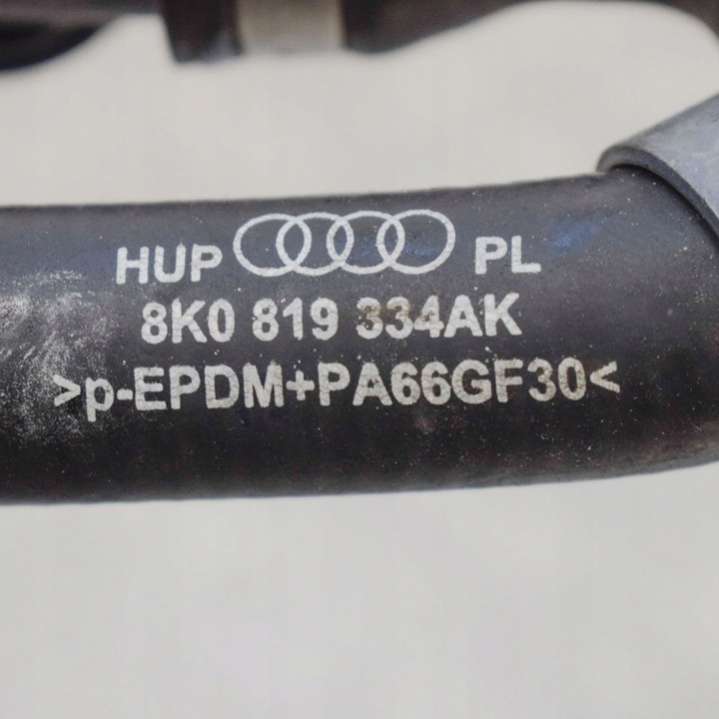 HUP PL
8K0 819 334AK
>p-EPDM+PA66GF30<